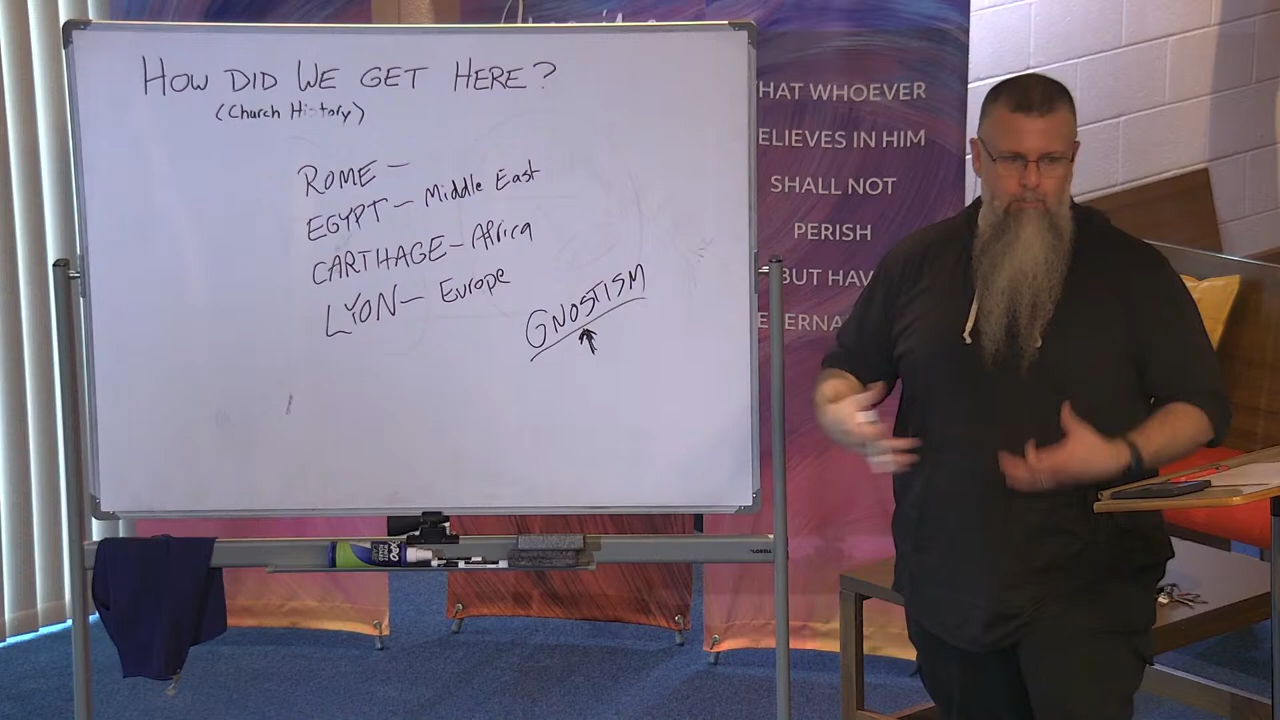 HOW DID WE GET HERE?
(Church History)
ROME –
EGYPT – Middle East
CARTHAGE – Africa
LYON – Europe
GNOSTISM
HAT WHOEVER
ELIEVES IN HIM
SHALL NOT
PERISH
BUT HAV
ETERNA
EXPO